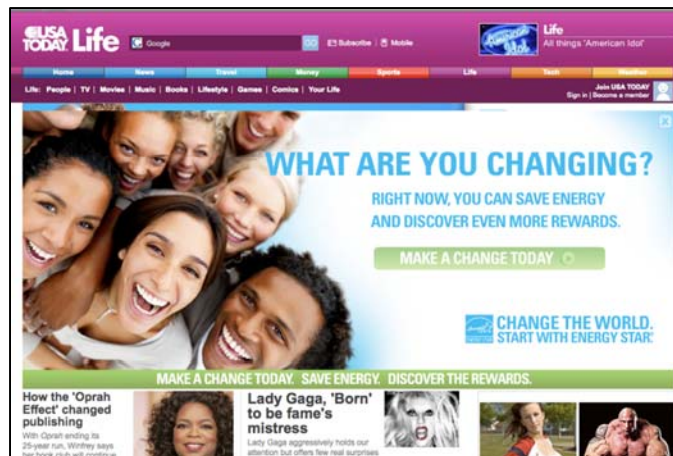 USA
TODAY Life
Google
GO
Subscribe
Mobile
American
Idol
Life
All things 'American Idol'
Home
News
Travel
Money
Sports
Life
Tech
Weather
Life: People | TV | Movies | Music | Books | Lifestyle | Games | Comics | Your Life
Join USA TODAY
Sign in | Become a member
WHAT ARE YOU CHANGING?
RIGHT NOW, YOU CAN SAVE ENERGY
AND DISCOVER EVEN MORE REWARDS.
MAKE A CHANGE TODAY
CHANGE THE WORLD.
START WITH ENERGY STAR.
MAKE A CHANGE TODAY. SAVE ENERGY. DISCOVER THE REWARDS.
How the 'Oprah
Effect' changed
publishing
With Oprah ending its
25-year run, Winfrey says
her book club will continue
Lady Gaga, 'Born'
to be fame's
mistress
Lady Gaga aggressively holds our
attention but offers few real surprises